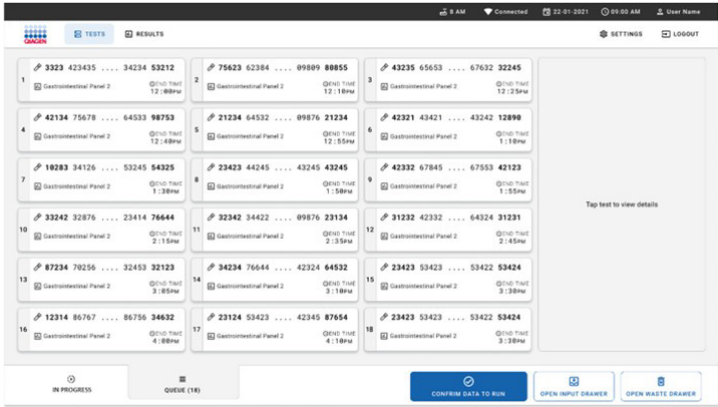 8 AM Connected 22-01-2021 09:00 AM User Name
QIAGEN TESTS RESULTS SETTINGS LOGOUT
1 3323 423435 .... 34234 53212
Gastrointestinal Panel 2 END TIME 12:00PM
2 75623 62384 .... 09809 80855
Gastrointestinal Panel 2 END TIME 12:10PM
3 43235 65653 .... 67632 32245
Gastrointestinal Panel 2 END TIME 12:25PM
4 42134 75678 .... 64533 98753
Gastrointestinal Panel 2 END TIME 12:40PM
5 21234 64532 .... 09876 21234
Gastrointestinal Panel 2 END TIME 12:55PM
6 42321 43421 .... 43242 12890
Gastrointestinal Panel 2 END TIME 1:10PM
7 10283 34126 .... 53245 54325
Gastrointestinal Panel 2 END TIME 1:30PM
8 23423 44245 .... 43245 43245
Gastrointestinal Panel 2 END TIME 1:50PM
9 42332 67845 .... 67553 42123
Gastrointestinal Panel 2 END TIME 1:55PM
Tap test to view details
10 33242 32876 .... 23414 76644
Gastrointestinal Panel 2 END TIME 2:15PM
11 32342 34422 .... 09876 23134
Gastrointestinal Panel 2 END TIME 2:35PM
12 31232 42332 .... 64324 31231
Gastrointestinal Panel 2 END TIME 2:45PM
13 87234 70256 .... 32453 32123
Gastrointestinal Panel 2 END TIME 3:05PM
14 34234 76644 .... 42324 64532
Gastrointestinal Panel 2 END TIME 3:10PM
15 23423 53423 .... 53422 53424
Gastrointestinal Panel 2 END TIME 3:30PM
16 12314 86767 .... 86756 34632
Gastrointestinal Panel 2 END TIME 4:00PM
17 23124 53423 .... 42345 87654
Gastrointestinal Panel 2 END TIME 4:10PM
18 23423 53423 .... 53422 53424
Gastrointestinal Panel 2 END TIME 3:30PM
IN PROGRESS QUEUE (18) CONFRIM DATA TO RUN OPEN INPUT DRAWER OPEN WASTE DRAWER